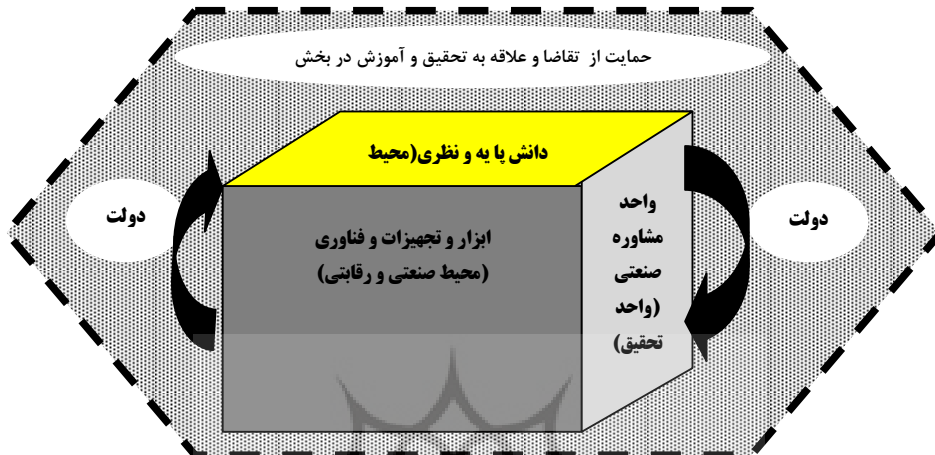 حمایت از تقاضا و علاقه به تحقیق و آموزش در بخش
دانش پا یه و نظری(محیط
دولت
واحد
مشاوره
صنعتی
(واحد
تحقیق)
ابزار و تجهیزات و فناوری
(محیط صنعتی و رقابتی)
دولت